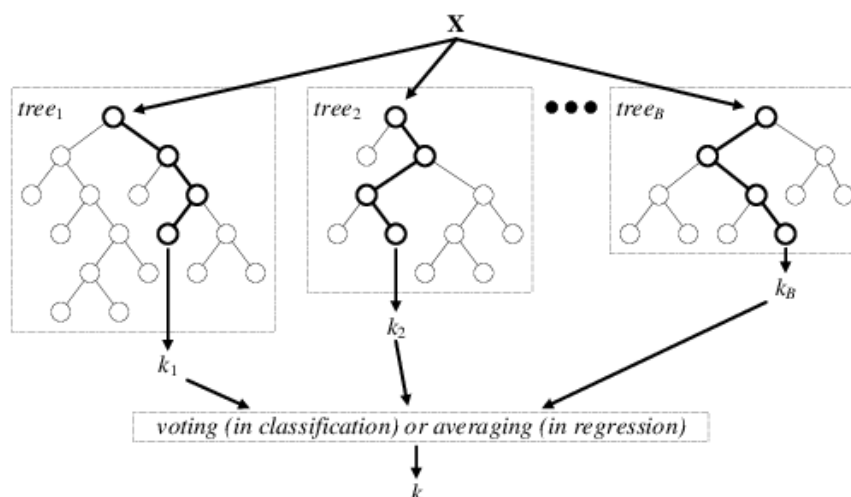 X
tree1
tree2
treeB
k1
k2
kB
voting (in classification) or averaging (in regression)
k